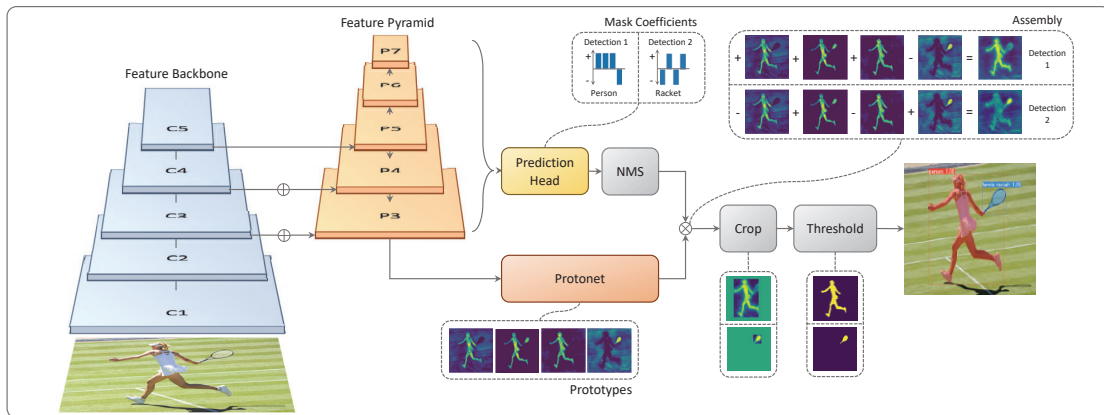 Feature Pyramid
Mask Coefficients
Assembly
Feature Backbone
P7
P6
P5
P4
P3
C5
C4
C3
C2
C1
Detection 1
Detection 2
+
-
+
-
Person
Racket
+ + + - =
Detection
1
- + - + =
Detection
2
Prediction
Head
NMS
Crop
Threshold
Protonet
Prototypes